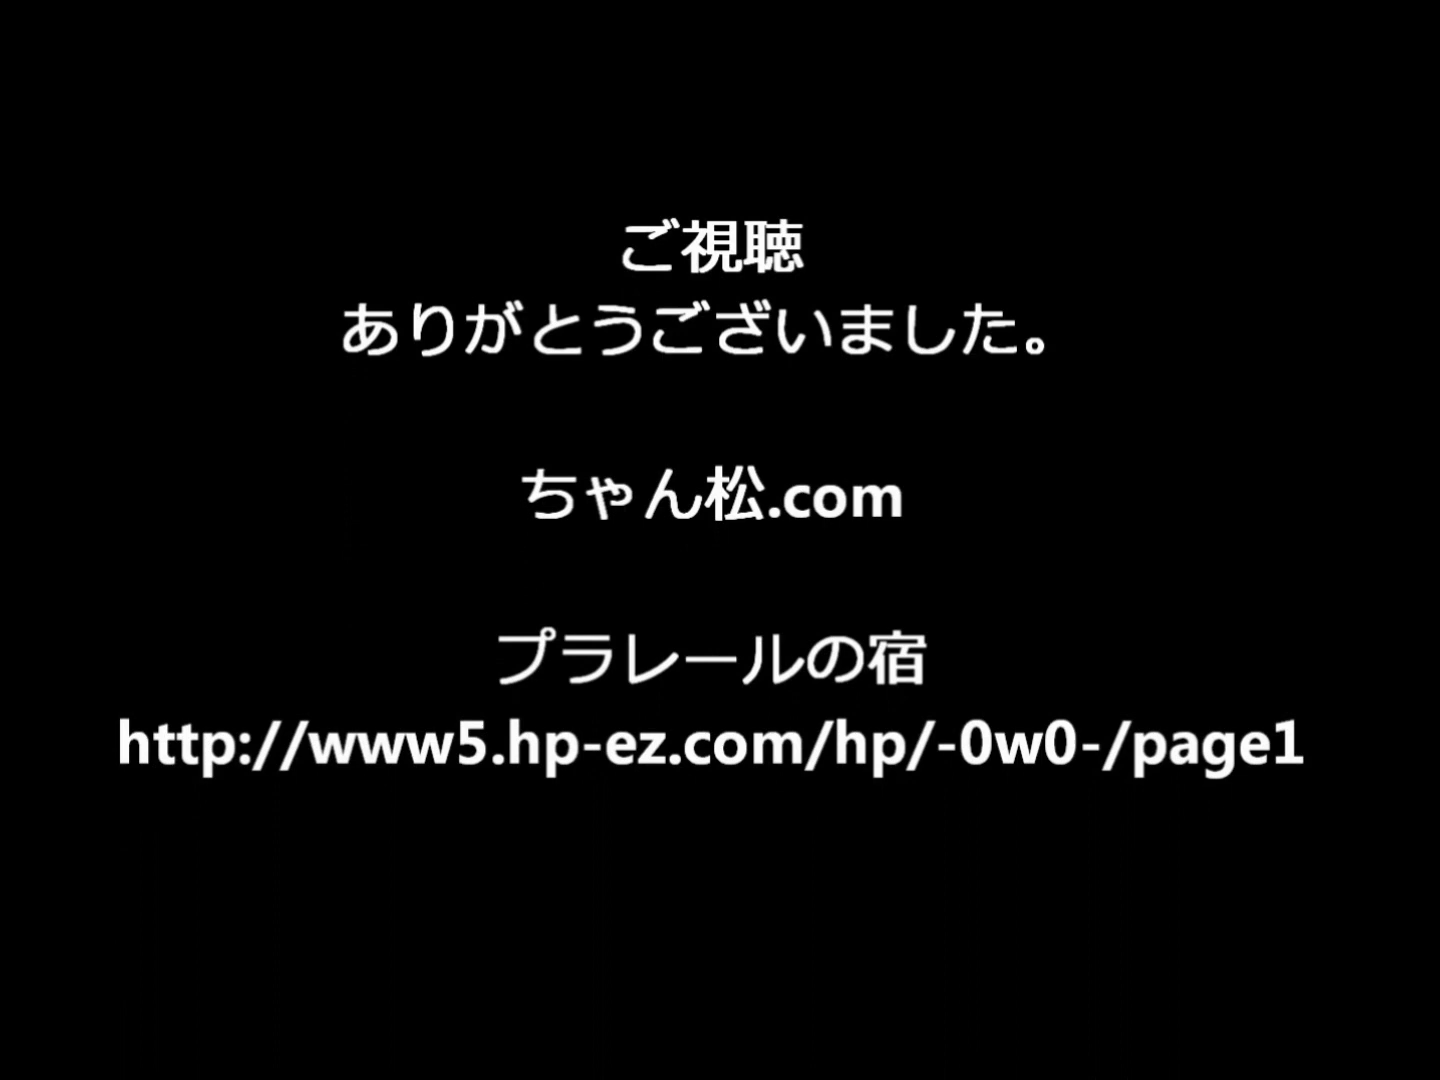 ご視聴
ありがとうございました。
ちゃん松.com
プラレールの宿
http://www5.hp-ez.com/hp/-0w0-/page1